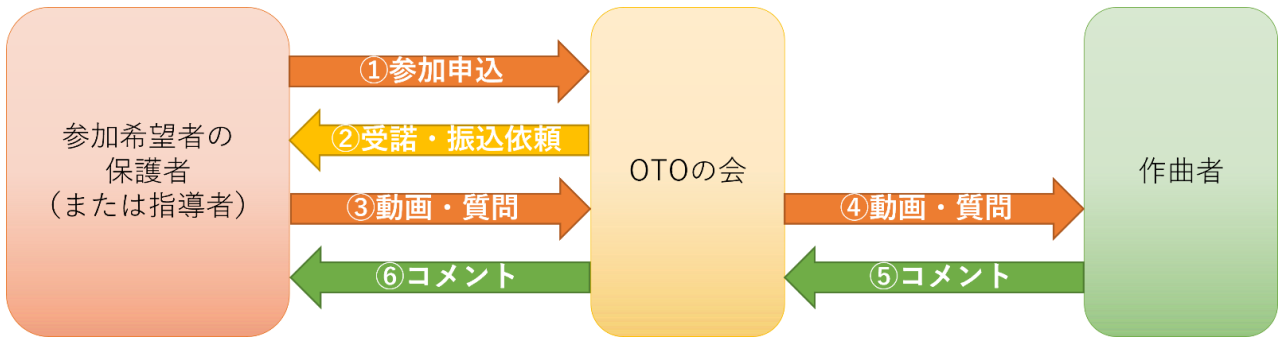 参加希望者の
保護者
（または指導者）
①参加申込
②受諾・振込依頼
③動画・質問
⑥コメント
OTOの会
④動画・質問
⑤コメント
作曲者